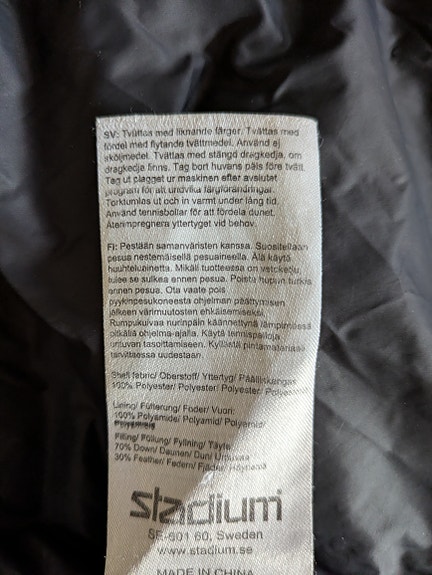 SV: Tvättas med liknande färger. Tvättas med
fördel med flytande tvättmedel. Använd ej
sköljmedel. Tvättas med stängd dragkedja, om
dragkedja finns. Tag bort huvans päls före tvätt.
Tag ut plagget ur maskinen efter avslutat
program för att undvika färgförändringar.
Torktumlas ut och in varmt under lång tid.
Använd tennisbollar för att fördela dunet.
Återimpregnera yttertyget vid behov.
FI: Pestään samanväristen kanssa. Suositellaan
pesua nestemäisellä pesuaineella. Älä käytä
huuhteluainetta. Mikäli tuotteessa on vetoketju
tulee se sulkea ennen pesua. Poista hupun turkis
ennen pesua. Ota vaate pois
pyykinpesukoneesta ohjelman päättymisen
jälkeen värimuutosten ehkäisemiseksi.
Rumpukuivaa nurinpäin käännettynä lämpimässä
pitkällä ohjelma-ajalla. Käytä tennispalloja
untuvan tasoittamiseen. Kyllästä pintamateriaali
tarvittaessa uudestaan.
Shell fabric/ Oberstoff/ Yttertyg/ Päällikangas
100% Polyester/ Polyester/ Polyester/ Polyesteri
Lining/ Fütterung/ Foder/ Vuori:
100% Polyamide/ Polyamid/ Polyamid/
Filling/ Füllung/ Fyllning/ Täyte:
70% Down/ Daunen/ Dun/ Untuvaa
30% Feather/ Federn/ Fjäder/ Höyheniä
stadium
SE-601 60, Sweden
www.stadium.se
MADE IN CHINA